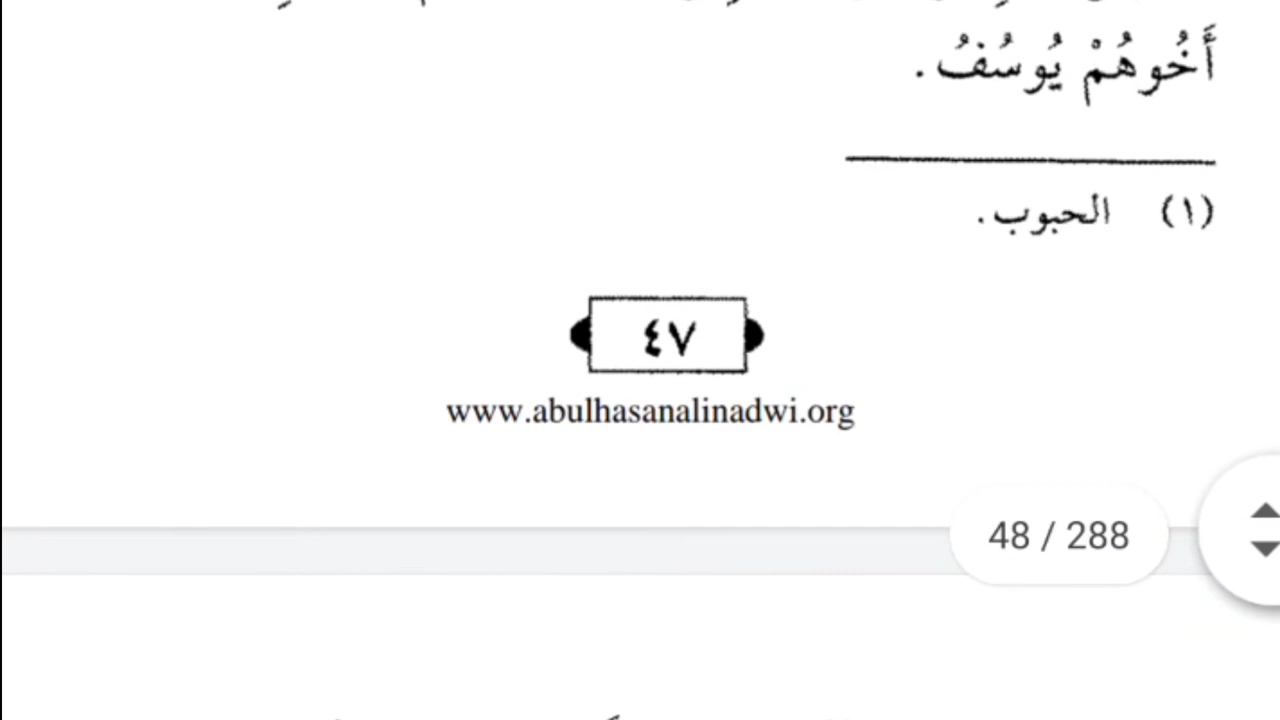 أَخُوهُمْ يُوسُفُ .
(١) الحبوب .
٤٧
www.abulhasanalinadwi.org
48 / 288